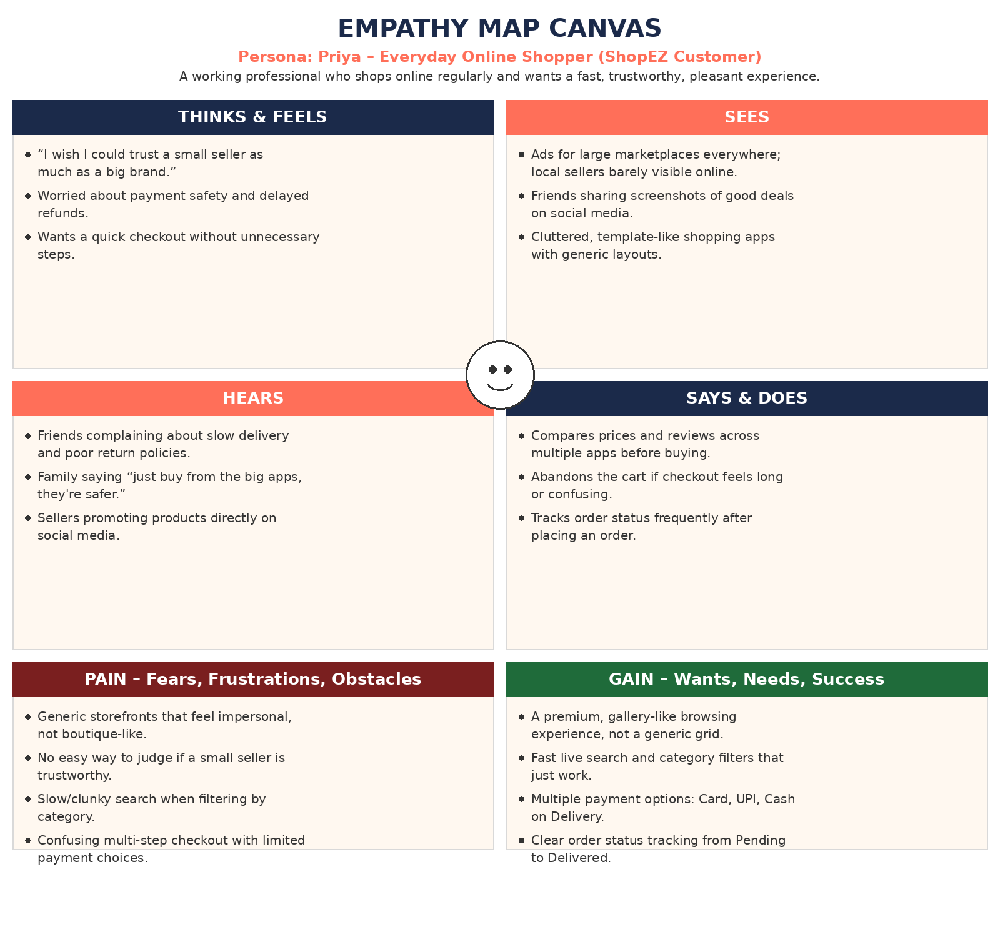 EMPATHY MAP CANVAS
Persona: Priya – Everyday Online Shopper (ShopEZ Customer)
A working professional who shops online regularly and wants a fast, trustworthy, pleasant experience.
THINKS & FEELS
“I wish I could trust a small seller as
much as a big brand.”
Worried about payment safety and delayed
refunds.
Wants a quick checkout without unnecessary
steps.
SEES
Ads for large marketplaces everywhere;
local sellers barely visible online.
Friends sharing screenshots of good deals
on social media.
Cluttered, template-like shopping apps
with generic layouts.
HEARS
Friends complaining about slow delivery
and poor return policies.
Family saying “just buy from the big apps,
they're safer.”
Sellers promoting products directly on
social media.
SAYS & DOES
Compares prices and reviews across
multiple apps before buying.
Abandons the cart if checkout feels long
or confusing.
Tracks order status frequently after
placing an order.
PAIN – Fears, Frustrations, Obstacles
Generic storefronts that feel impersonal,
not boutique-like.
No easy way to judge if a small seller is
trustworthy.
Slow/clunky search when filtering by
category.
Confusing multi-step checkout with limited
payment choices.
GAIN – Wants, Needs, Success
A premium, gallery-like browsing
experience, not a generic grid.
Fast live search and category filters that
just work.
Multiple payment options: Card, UPI, Cash
on Delivery.
Clear order status tracking from Pending
to Delivered.